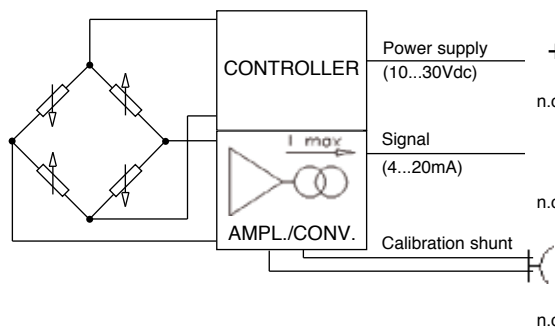 CONTROLLER
Power supply
(10...30Vdc)
+
n.c
I max
Signal
(4...20mA)
n.c
AMPL./CONV.
Calibration shunt
n.c